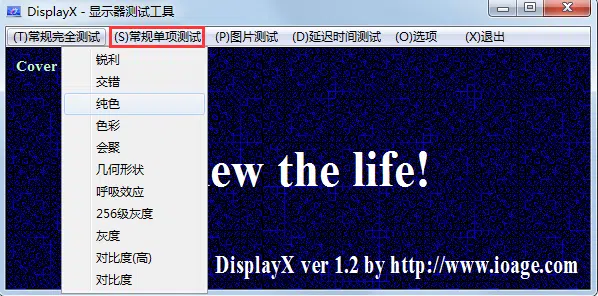 DisplayX - 显示器测试工具
(T)常规完全测试 (S)常规单项测试 (P)图片测试 (D)延迟时间测试 (O)选项 (X)退出
Cover
锐利
交错
纯色
色彩
会聚
几何形状
呼吸效应
256级灰度
灰度
对比度(高)
对比度
the life!
DisplayX ver 1.2 by http://www.ioage.com